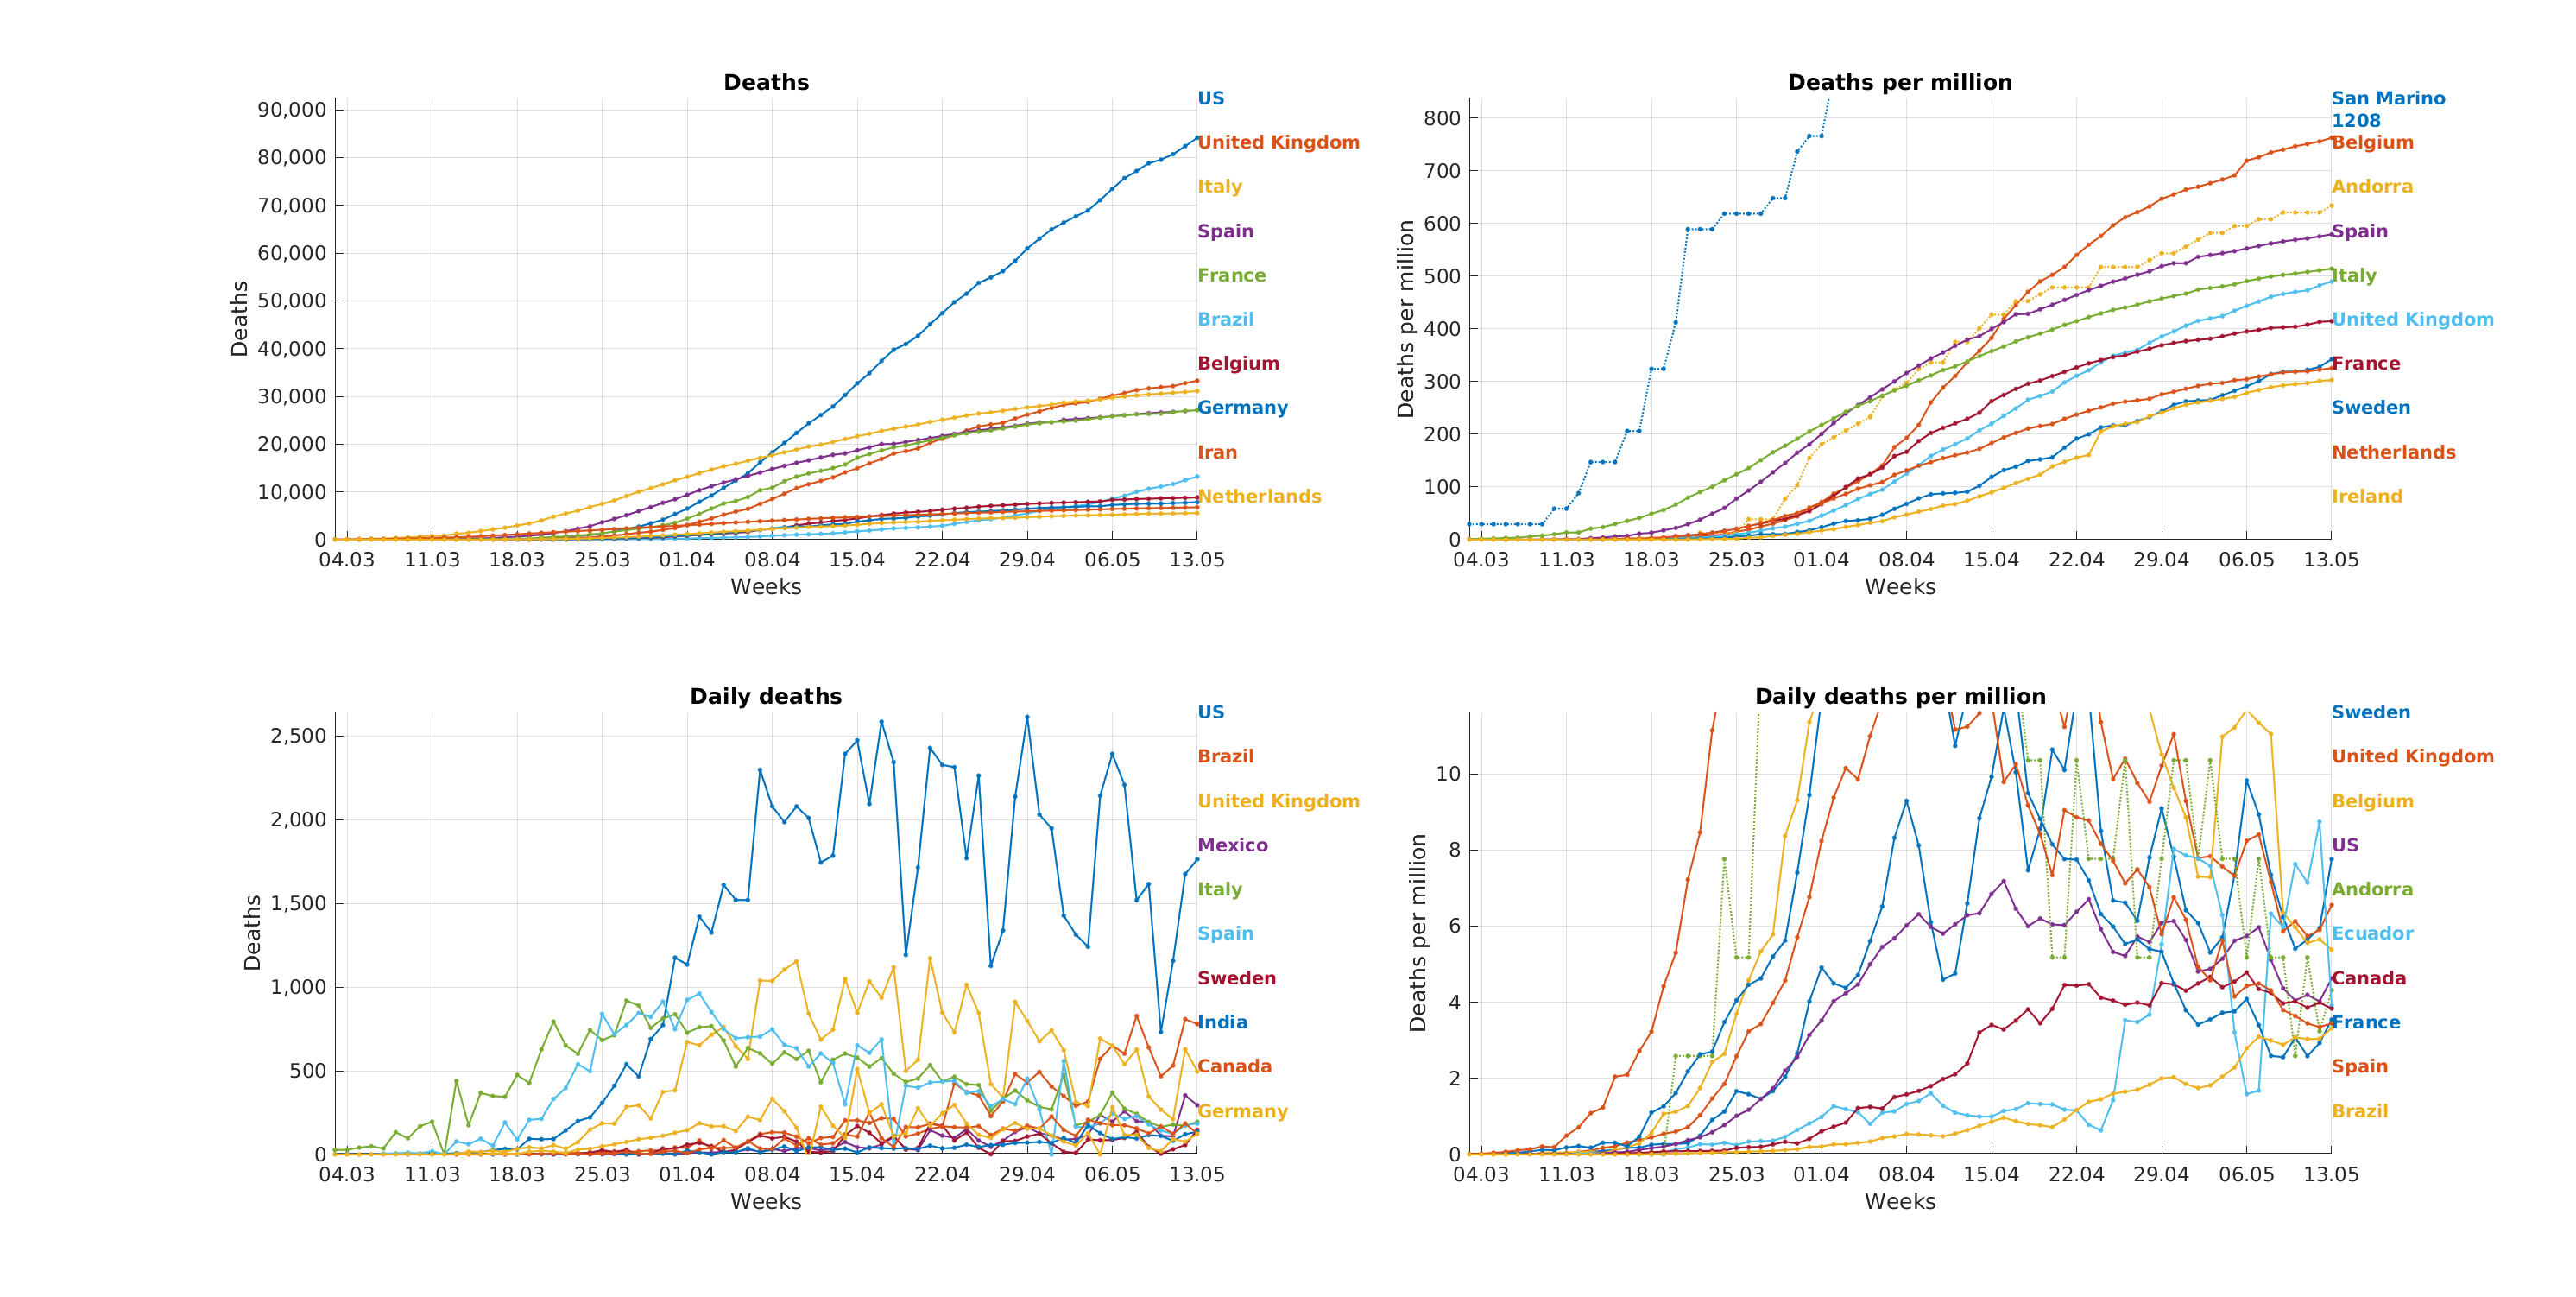 Deaths
90,000
80,000
70,000
60,000
50,000
40,000
30,000
20,000
10,000
0
Deaths
04.03 11.03 18.03 25.03 01.04 08.04 15.04 22.04 29.04 06.05 13.05
Weeks
US
United Kingdom
Italy
Spain
France
Brazil
Belgium
Germany
Iran
Netherlands
Deaths per million
800
700
600
500
400
300
200
100
0
Deaths per million
04.03 11.03 18.03 25.03 01.04 08.04 15.04 22.04 29.04 06.05 13.05
Weeks
San Marino
1208
Belgium
Andorra
Spain
Italy
United Kingdom
France
Sweden
Netherlands
Ireland
Daily deaths
2,500
2,000
1,500
1,000
500
0
Deaths
04.03 11.03 18.03 25.03 01.04 08.04 15.04 22.04 29.04 06.05 13.05
Weeks
US
Brazil
United Kingdom
Mexico
Italy
Spain
Sweden
India
Canada
Germany
Daily deaths per million
10
8
6
4
2
0
Deaths per million
04.03 11.03 18.03 25.03 01.04 08.04 15.04 22.04 29.04 06.05 13.05
Weeks
Sweden
United Kingdom
Belgium
US
Andorra
Ecuador
Canada
France
Spain
Brazil